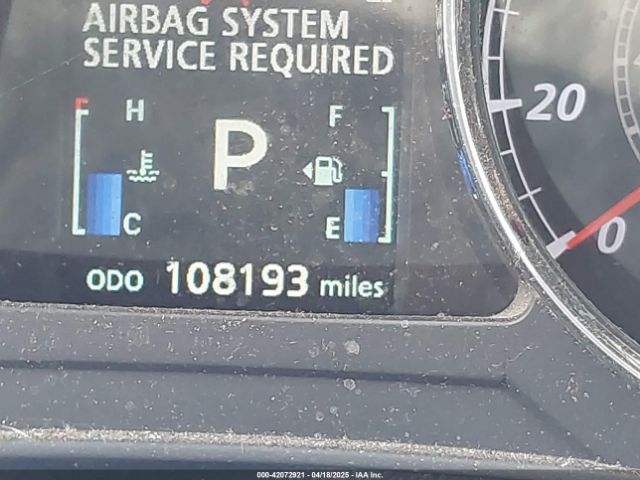 AIRBAG SYSTEM
SERVICE REQUIRED
H F
P
C E
ODO 108193 miles
20
0
000-42072921 - 04/18/2025 - IAA Inc.